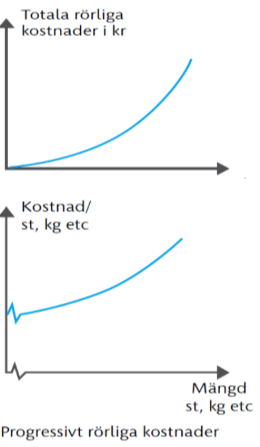 Totala rörliga
kostnader i kr
Kostnad/
st, kg etc
Mängd
st, kg etc
Progressivt rörliga kostnader